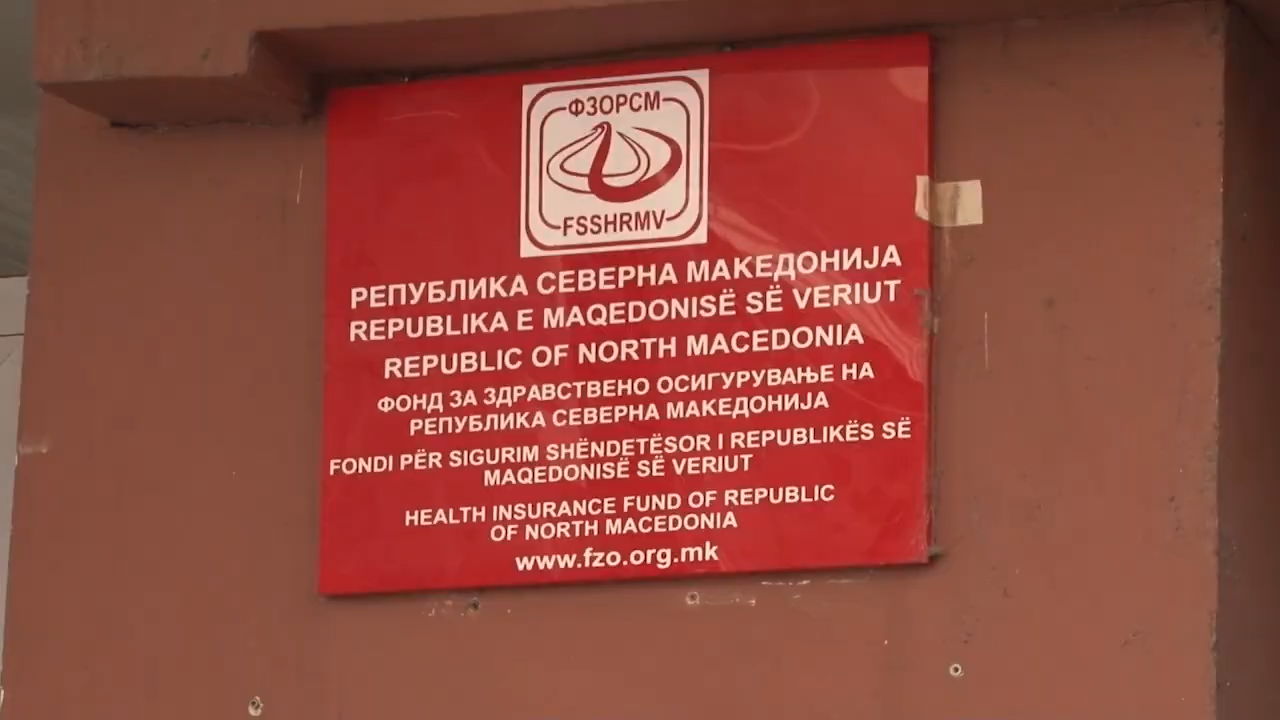 ФЗОРСМ
FSSHRMV
РЕПУБЛИКА СЕВЕРНА МАКЕДОНИЈА
REPUBLIKA E MAQEDONISË SË VERIUT
REPUBLIC OF NORTH MACEDONIA
ФОНД ЗА ЗДРАВСТВЕНО ОСИГУРУВАЊЕ НА
РЕПУБЛИКА СЕВЕРНА МАКЕДОНИЈА
FONDI PËR SIGURIM SHËNDETËSOR I REPUBLIKËS SË
MAQEDONISË SË VERIUT
HEALTH INSURANCE FUND OF REPUBLIC
OF NORTH MACEDONIA
www.fzo.org.mk